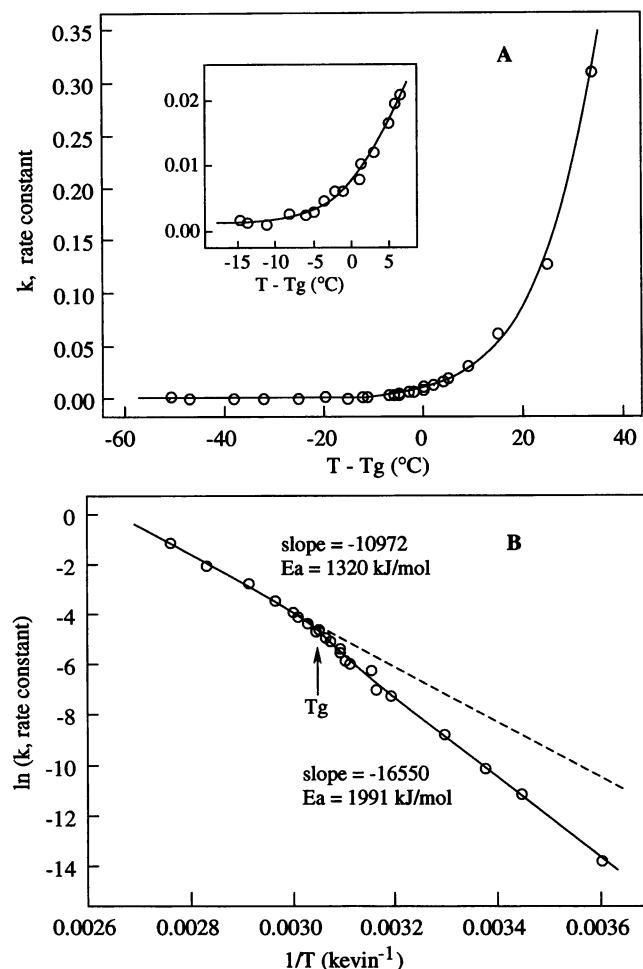 A
k, rate constant
0.35
0.30
0.25
0.20
0.15
0.10
0.05
0.00
0.02
0.01
0.00
-15 -10 -5 0 5
T - Tg (°C)
-60 -40 -20 0 20 40
T - Tg (°C)
B
ln (k, rate constant)
0
-2
-4
-6
-8
-10
-12
-14
slope = -10972
Ea = 1320 kJ/mol
Tg
slope = -16550
Ea = 1991 kJ/mol
0.0026 0.0028 0.0030 0.0032 0.0034 0.0036
1/T (kevin-1)